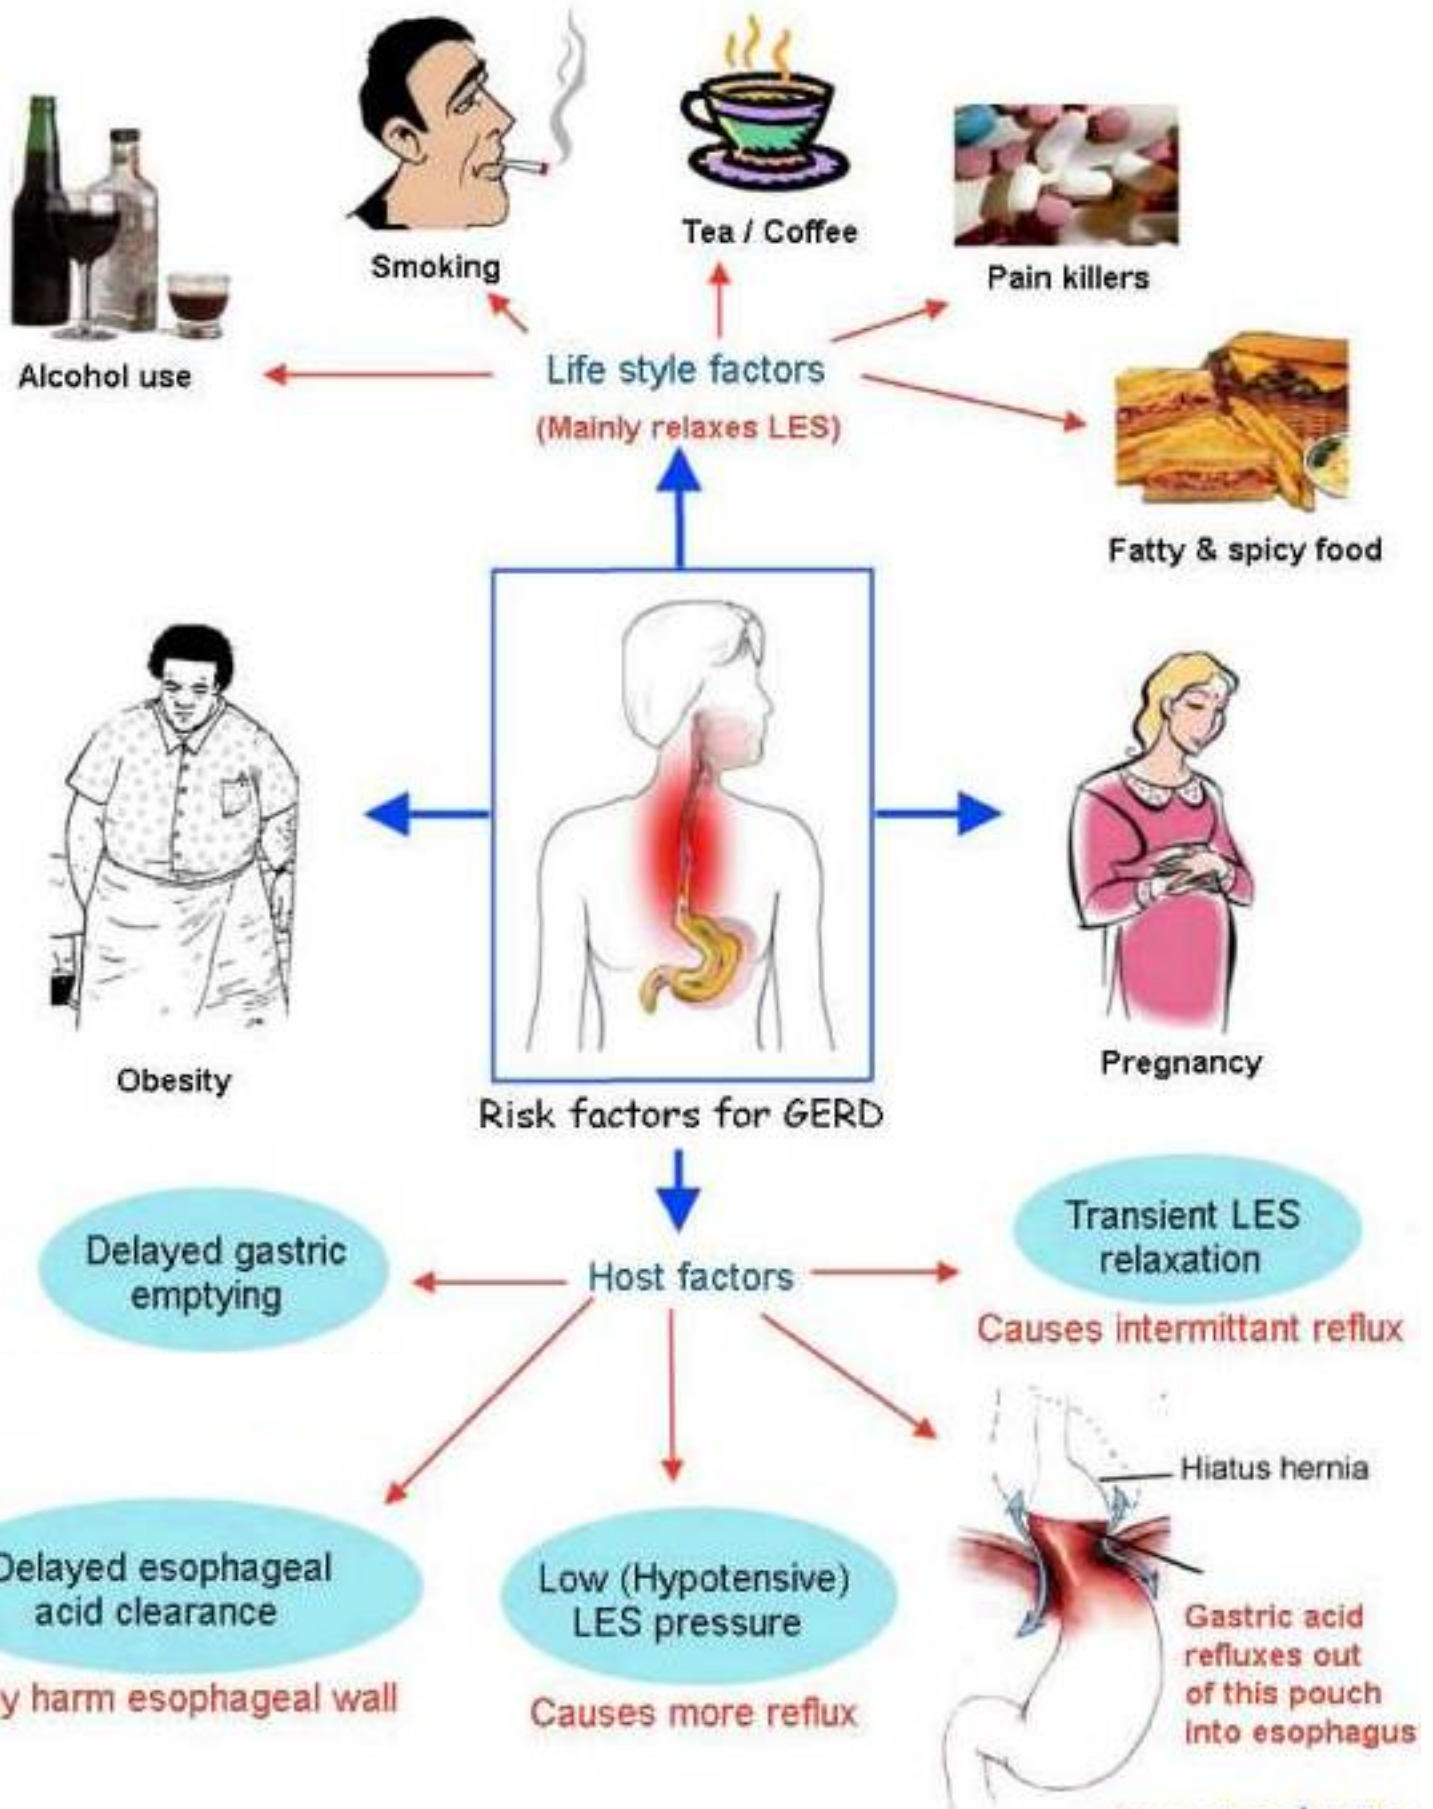 Smoking
Tea / Coffee
Pain killers
Alcohol use
Life style factors
(Mainly relaxes LES)
Fatty & spicy food
Obesity
Pregnancy
Risk factors for GERD
Delayed gastric
emptying
Host factors
Transient LES
relaxation
Causes intermittant reflux
Hiatus hernia
Delayed esophageal
acid clearance
y harm esophageal wall
Low (Hypotensive)
LES pressure
Causes more reflux
Gastric acid
refluxes out
of this pouch
into esophagus